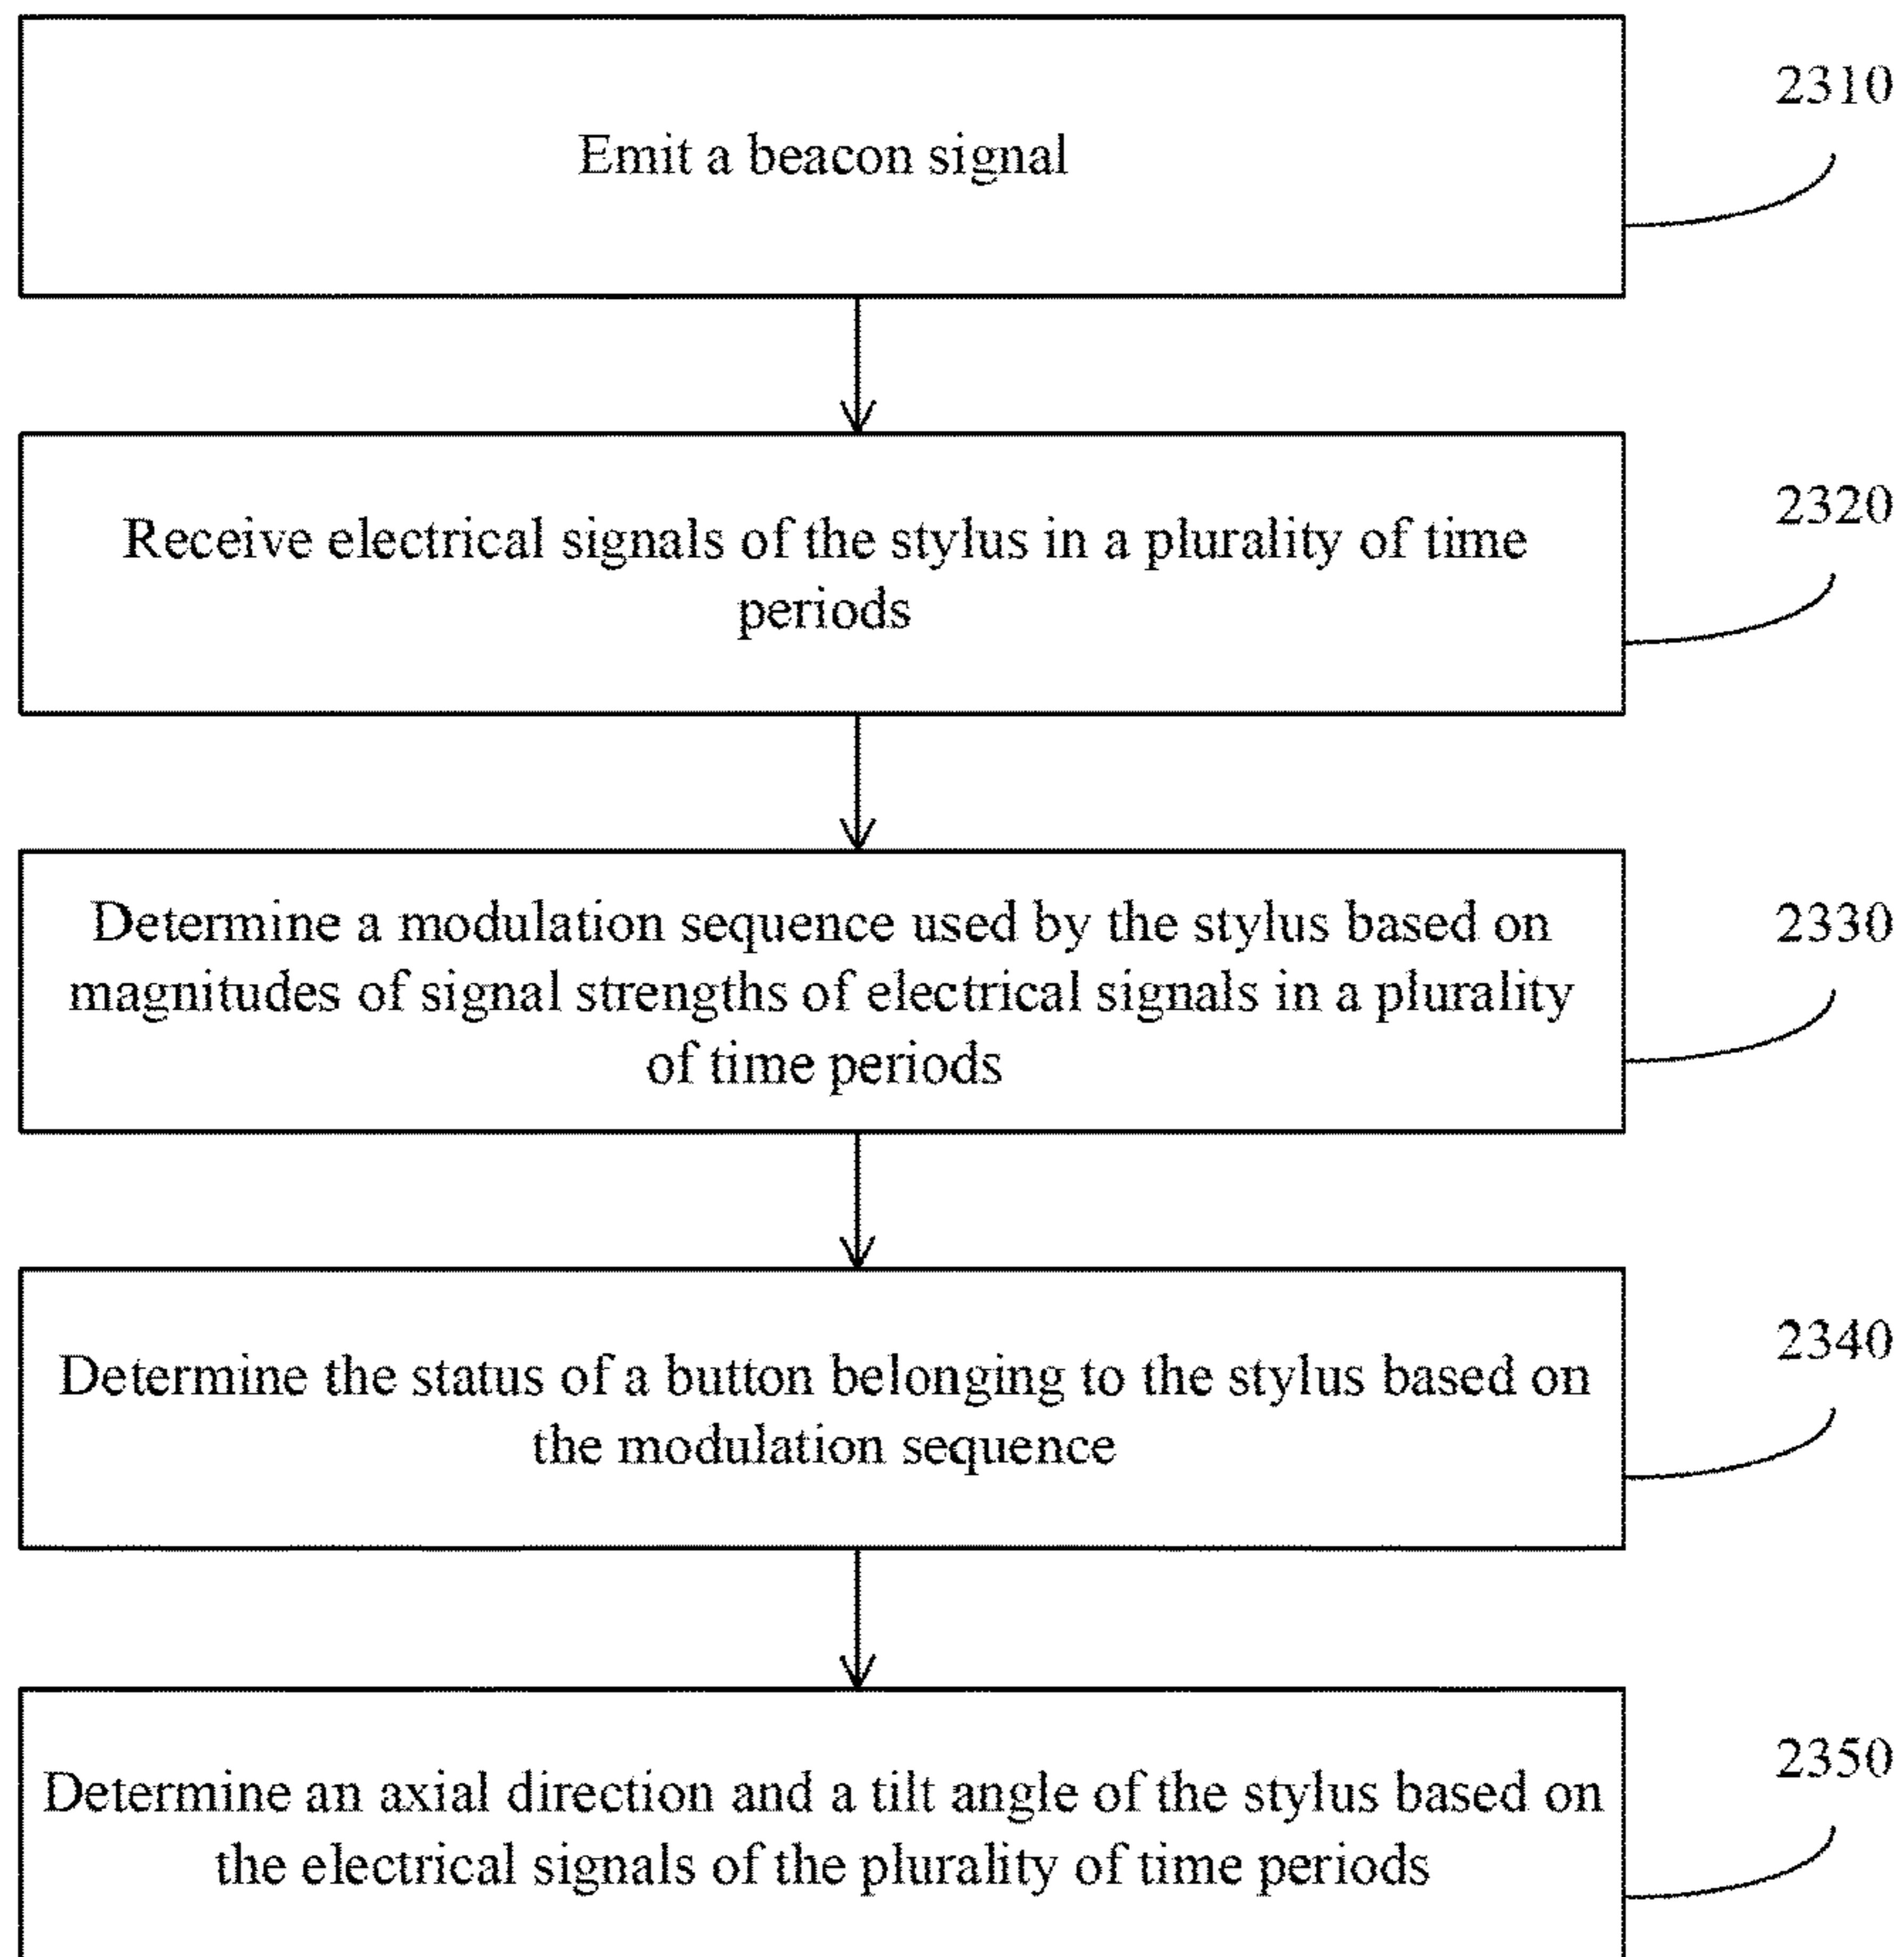 2310
Emit a beacon signal
2320
Receive electrical signals of the stylus in a plurality of time
periods
2330
Determine a modulation sequence used by the stylus based on
magnitudes of signal strengths of electrical signals in a plurality
of time periods
2340
Determine the status of a button belonging to the stylus based on
the modulation sequence
2350
Determine an axial direction and a tilt angle of the stylus based on
the electrical signals of the plurality of time periods